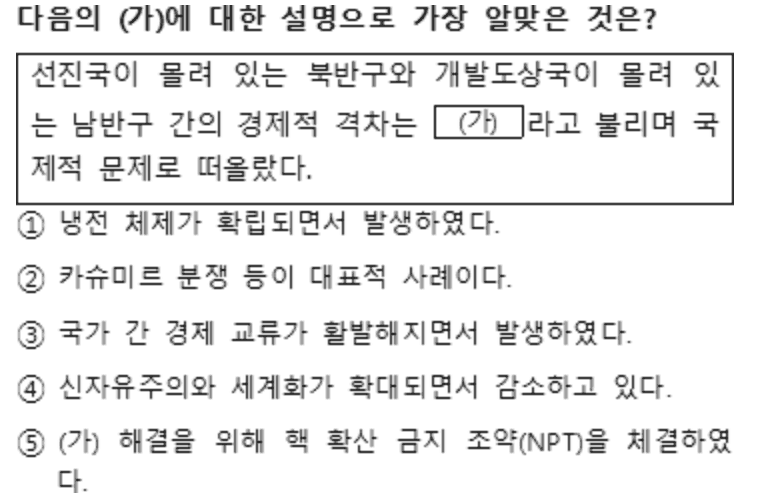 다음의 (가)에 대한 설명으로 가장 알맞은 것은?
선진국이 몰려 있는 북반구와 개발도상국이 몰려 있
는 남반구 간의 경제적 격차는 (가) 라고 불리며 국
제적 문제로 떠올랐다.
① 냉전 체제가 확립되면서 발생하였다.
② 카슈미르 분쟁 등이 대표적 사례이다.
③ 국가 간 경제 교류가 활발해지면서 발생하였다.
④ 신자유주의와 세계화가 확대되면서 감소하고 있다.
⑤ (가) 해결을 위해 핵 확산 금지 조약(NPT)을 체결하였
다.